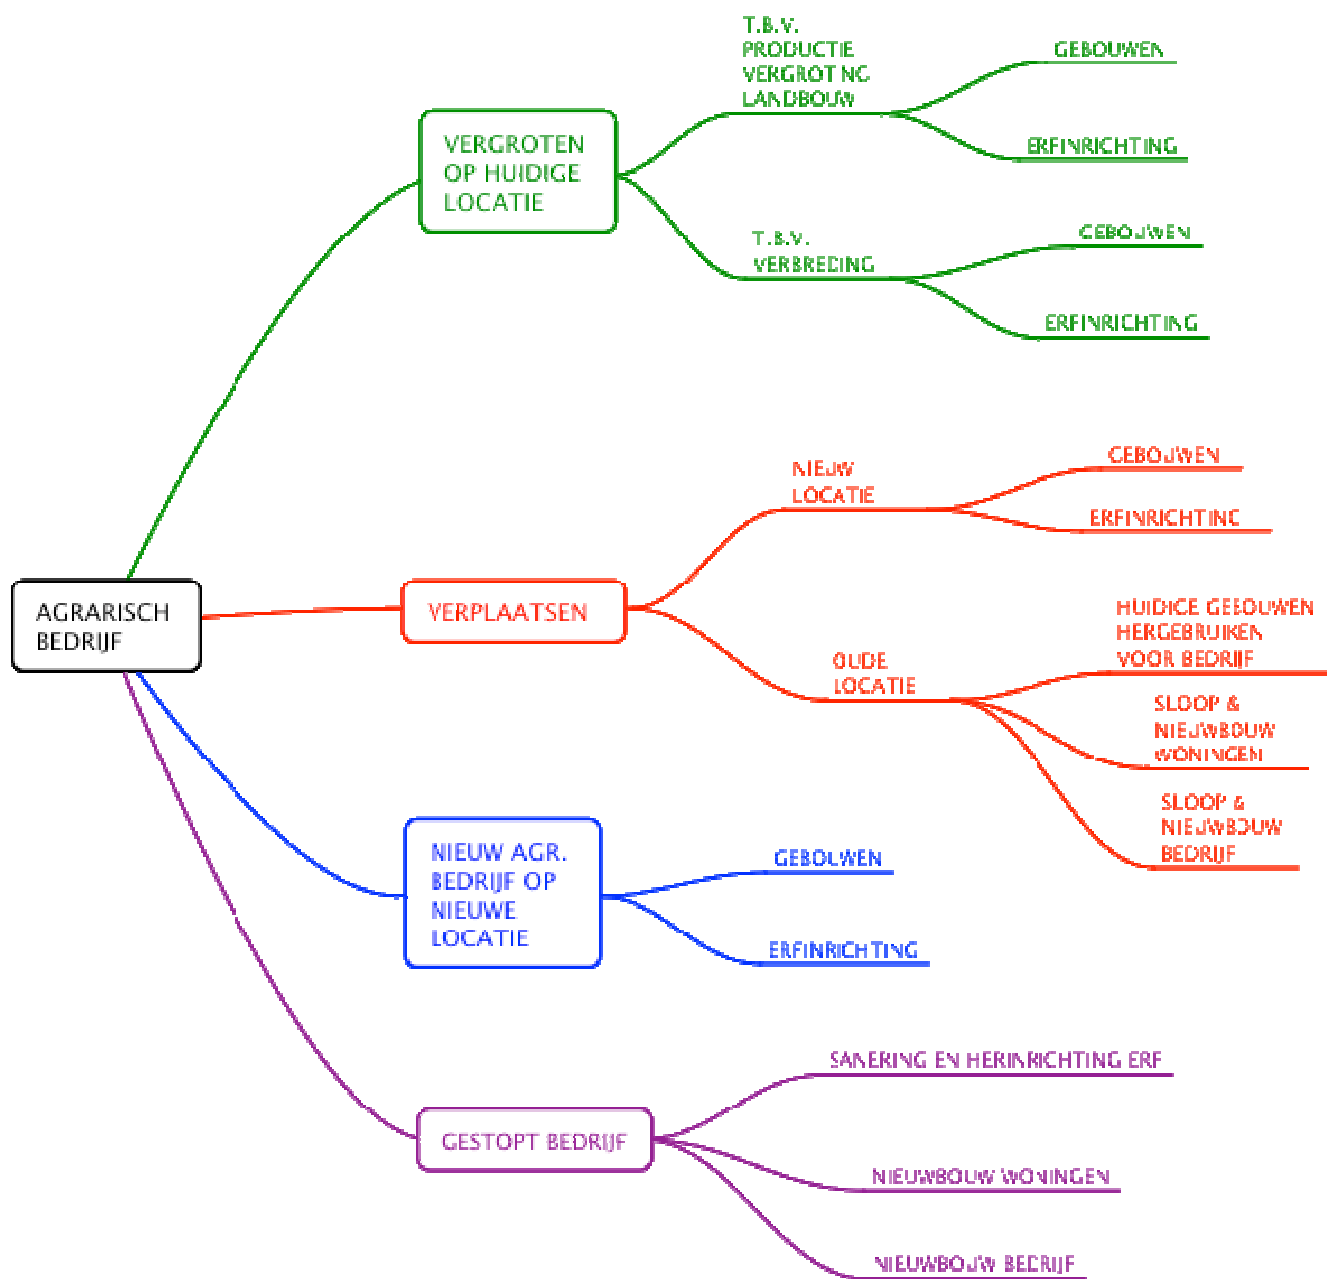 AGRARISCH
BEDRIJF
VERGROTEN
OP HUIDIGE
LOCATIE
T.B.V.
PRODUCTIE
VERGROTING
LANDBOUW
GEBOUWEN
ERFINRICHTING
T.B.V.
VERBREDING
GEBOUWEN
ERFINRICHTING
VERPLAATSEN
NIEUW
LOCATIE
GEBOUWEN
ERFINRICHTING
OUDE
LOCATIE
HUIDIGE GEBOUWEN
HERGEBRUIKEN
VOOR BEDRIJF
SLOOP &
NIEUWBOUW
WONINGEN
SLOOP &
NIEUWBOUW
BEDRIJF
NIEUW AGR.
BEDRIJF OP
NIEUWE
LOCATIE
GEBOUWEN
ERFINRICHTING
GESTOPT BEDRIJF
SANERING EN HERINRICHTING ERF
NIEUWBOUW WONINGEN
NIEUWBOUW BEDRIJF